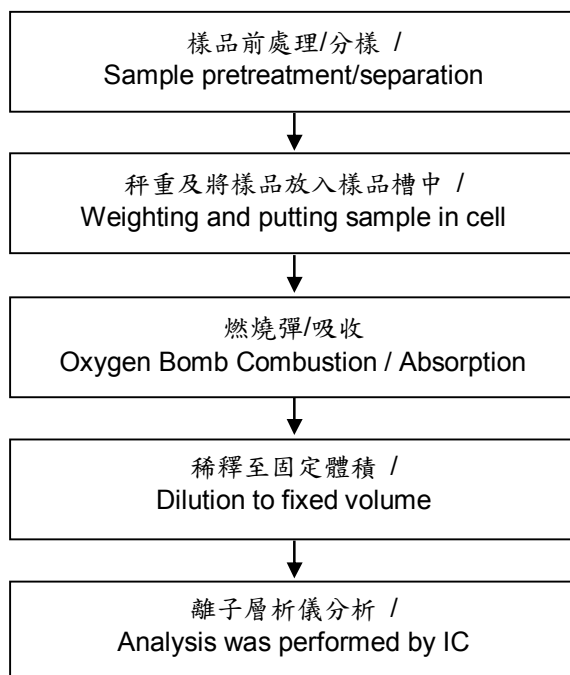 樣品前處理/分樣 /
Sample pretreatment/separation
秤重及將樣品放入樣品槽中 /
Weighting and putting sample in cell
燃燒彈/吸收
Oxygen Bomb Combustion / Absorption
稀釋至固定體積 /
Dilution to fixed volume
離子層析儀分析 /
Analysis was performed by IC